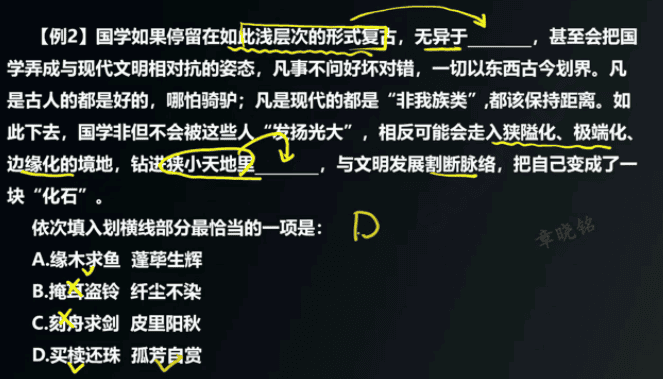 【例2】国学如果停留在如此浅层次的形式复古，无异于________，甚至会把国
学弄成与现代文明相对抗的姿态，凡事不问好坏对错，一切以东西古今划界。凡
是古人的都是好的，哪怕骑驴；凡是现代的都是“非我族类”,都该保持距离。如
此下去，国学非但不会被这些人“发扬光大”，相反可能会走入狭隘化、极端化、
边缘化的境地，钻进狭小天地里________，与文明发展割断脉络，把自己变成了一
块“化石”。
依次填入划横线部分最恰当的一项是： D
章晓铭
A.缘木求鱼 蓬荜生辉
B.掩耳盗铃 纤尘不染
C.刻舟求剑 皮里阳秋
D.买椟还珠 孤芳自赏